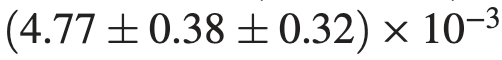 (4.77 ± 0.38 ± 0.32) × 10⁻³